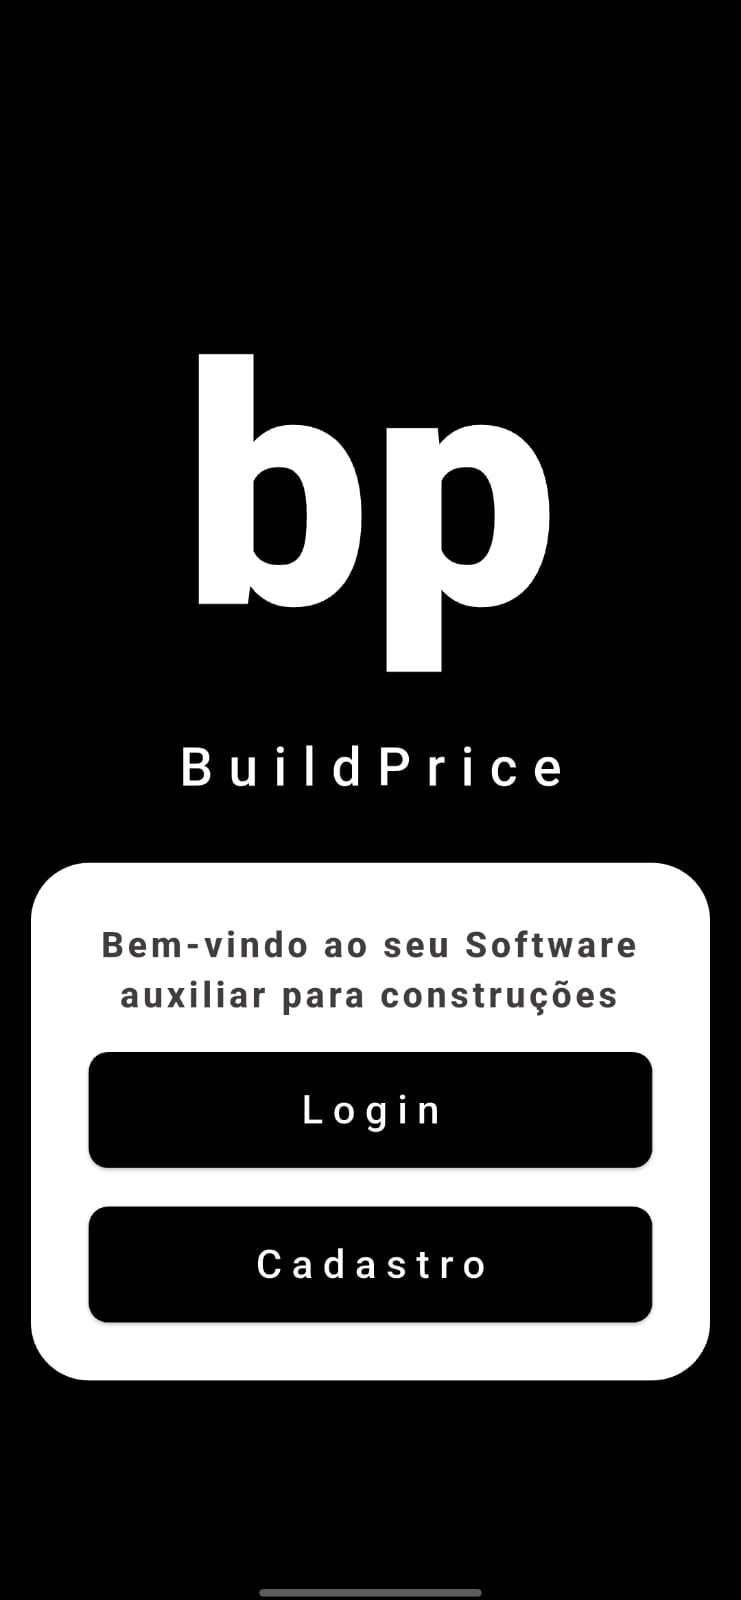 bp
BuildPrice
Bem-vindo ao seu Software
auxiliar para construções
Login
Cadastro